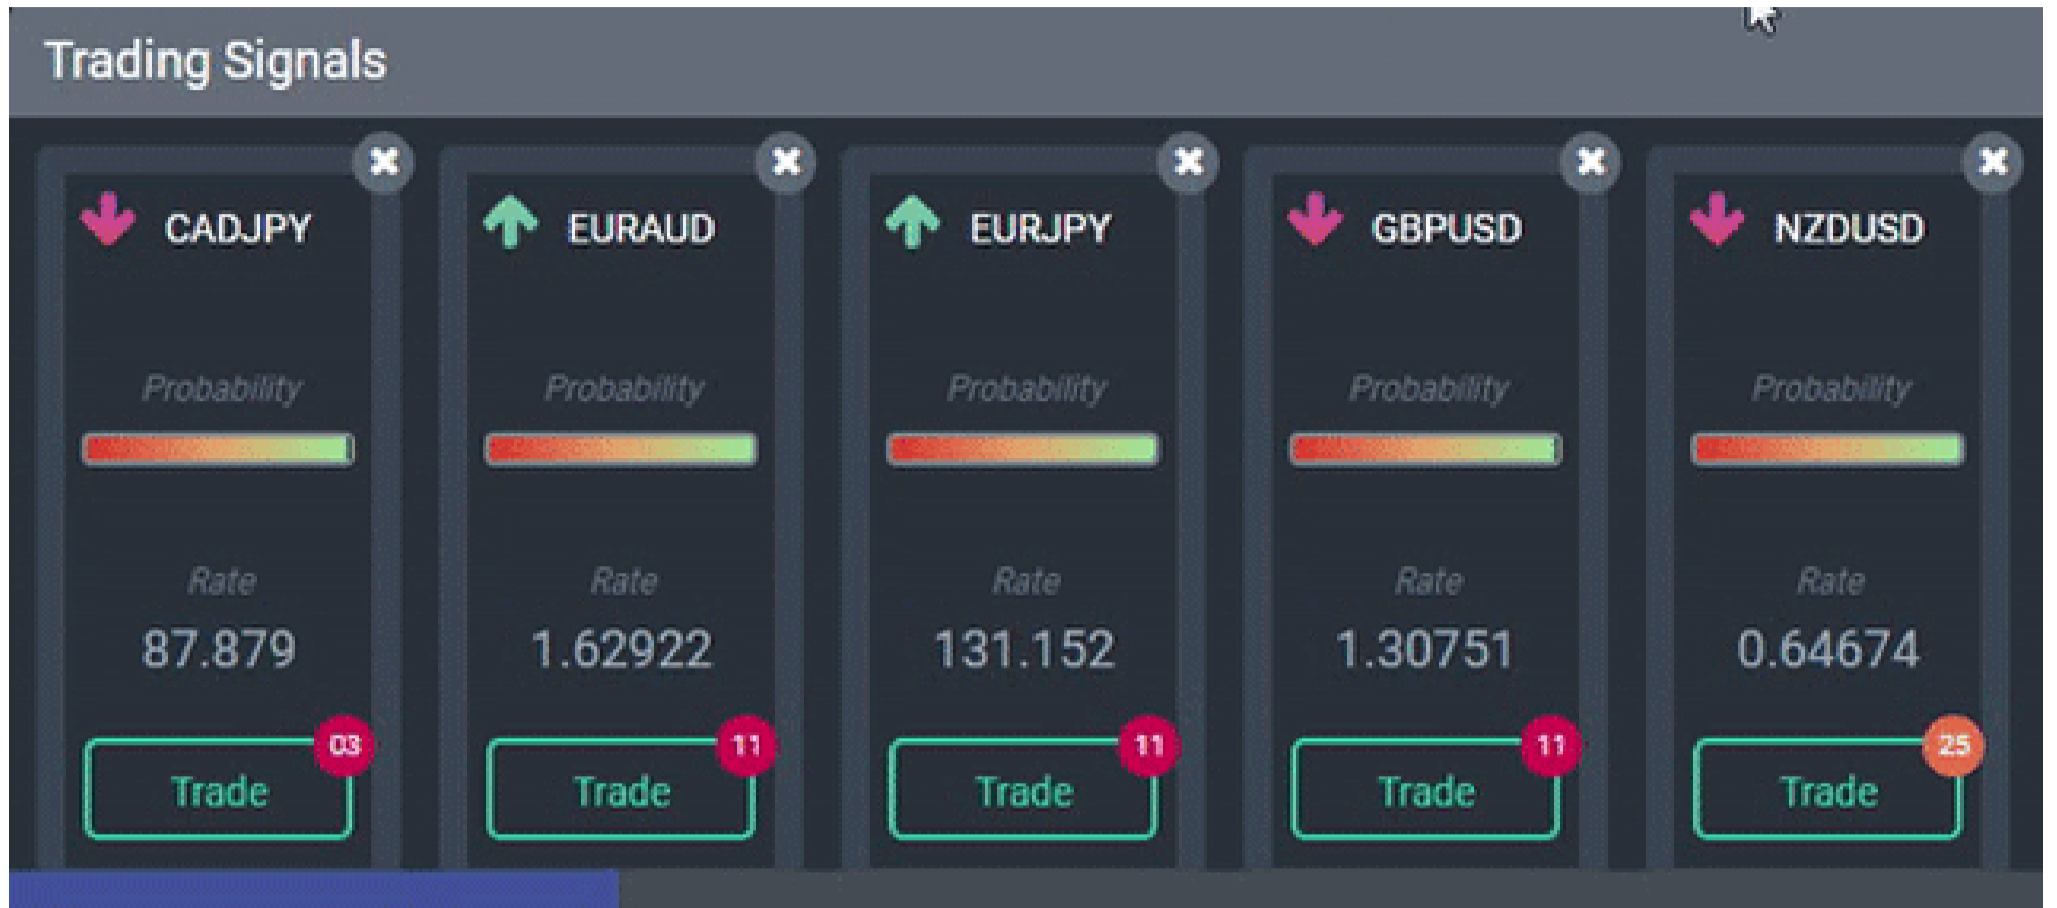 Trading Signals
CADJPY
Probability
Rate
87.879
03
Trade
EURAUD
Probability
Rate
1.62922
11
Trade
EURJPY
Probability
Rate
131.152
11
Trade
GBPUSD
Probability
Rate
1.30751
11
Trade
NZDUSD
Probability
Rate
0.64674
25
Trade